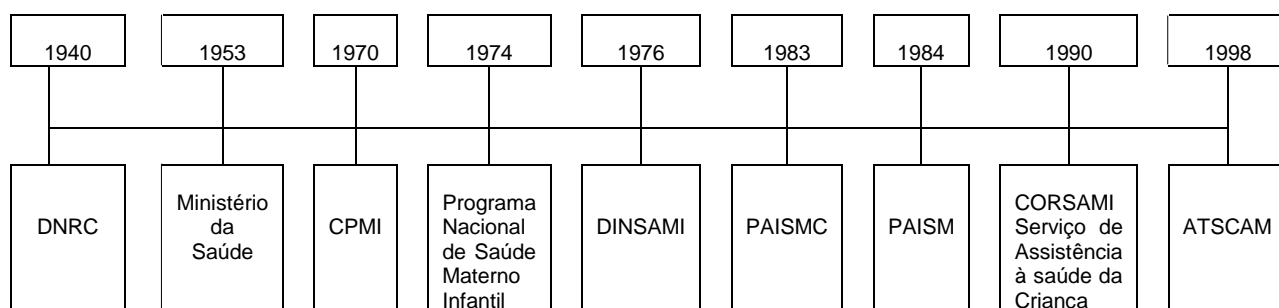 1940 1953 1970 1974 1976 1983 1984 1990 1998
DNRC
Ministério
da
Saúde
CPMI
Programa
Nacional
de Saúde
Materno
Infantil
DINSAMI
PAISMC
PAISM
CORSAMI
Serviço de
Assistência
à saúde da
Criança
ATSCAM